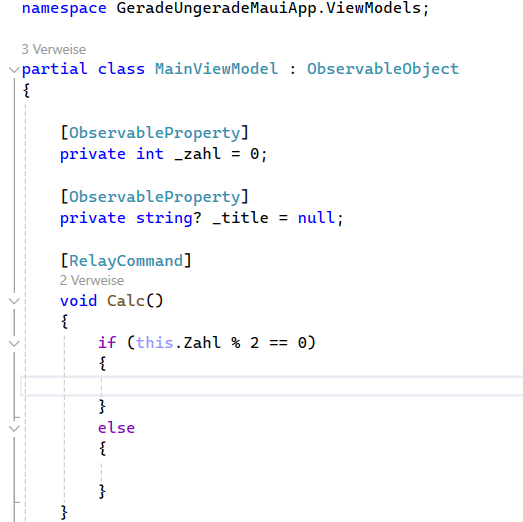 namespace GeradeUngeradeMauiApp.ViewModels;
3 Verweise
partial class MainViewModel : ObservableObject
{
[ObservableProperty]
private int _zahl = 0;
[ObservableProperty]
private string? _title = null;
[RelayCommand]
2 Verweise
void Calc()
{
if (this.Zahl % 2 == 0)
{
}
else
{
}
}